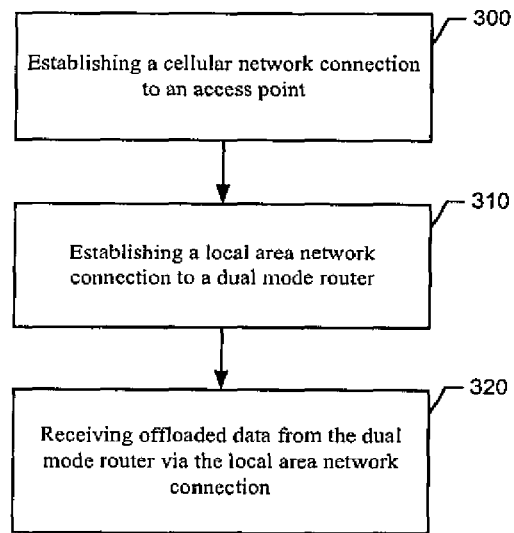 300
Establishing a cellular network connection
to an access point
310
Establishing a local area network
connection to a dual mode router
320
Receiving offloaded data from the dual
mode router via the local area network
connection